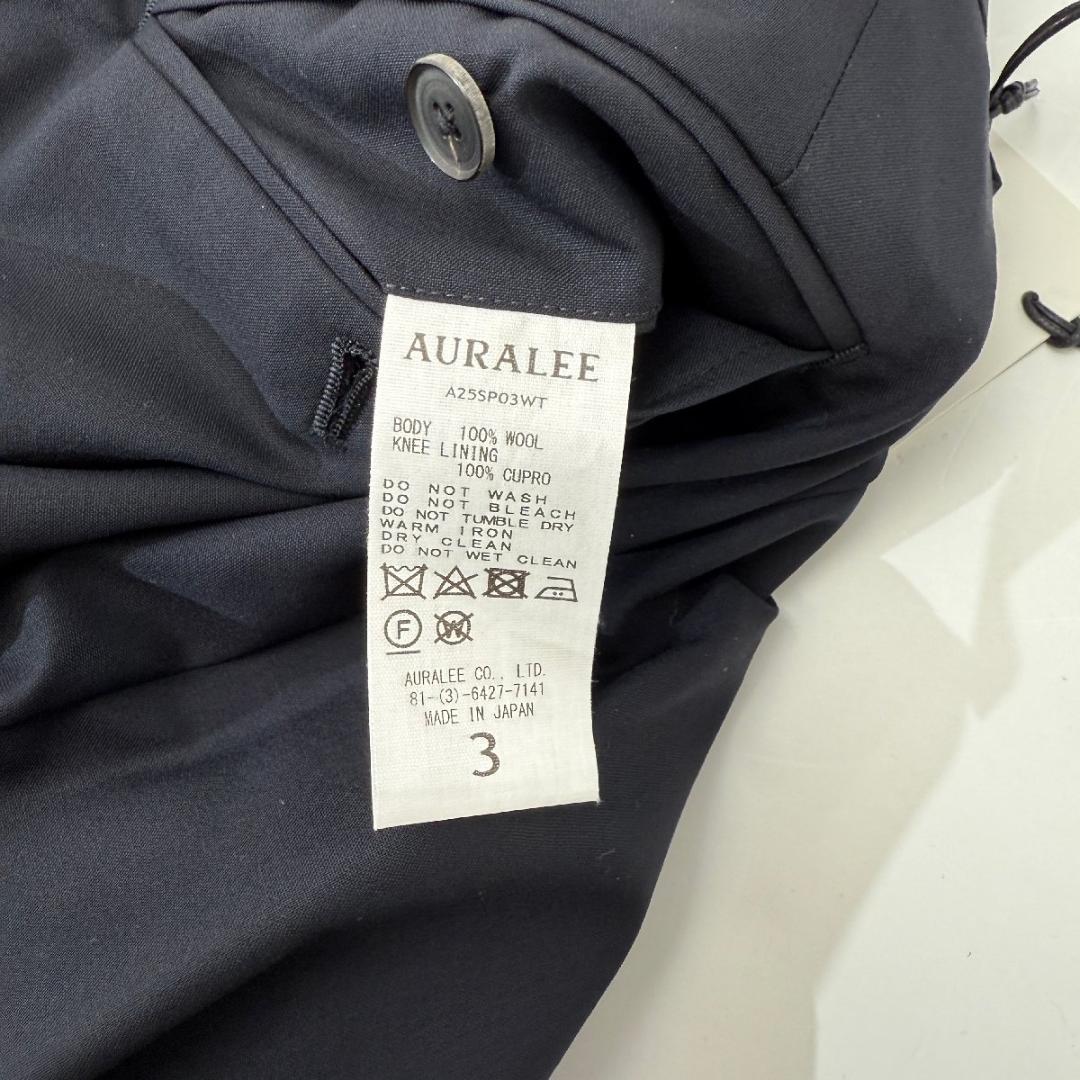 AURALEE
A25SP03WT
BODY 100% WOOL
KNEE LINING
100% CUPRO
DO NOT WASH
DO NOT BLEACH
DO NOT TUMBLE DRY
WARM IRON
DRY CLEAN
DO NOT WET CLEAN
F W
AURALEE CO., LTD.
81-(3)-6427-7141
MADE IN JAPAN
3